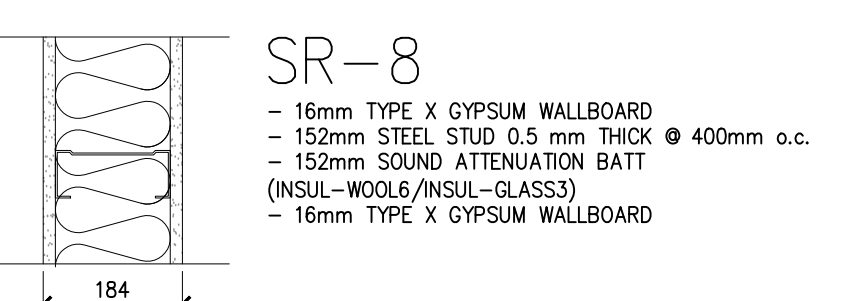 SR-8
- 16mm TYPE X GYPSUM WALLBOARD
- 152mm STEEL STUD 0.5 mm THICK @ 400mm o.c.
- 152mm SOUND ATTENUATION BATT
(INSUL-WOOL6/INSUL-GLASS3)
- 16mm TYPE X GYPSUM WALLBOARD
184